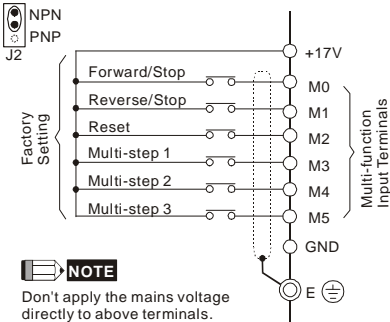 NPN
PNP
J2
+17V
Forward/Stop
M0
Reverse/Stop
M1
Reset
M2
Multi-step 1
M3
Multi-step 2
M4
Multi-step 3
M5
Factory
Setting
Multi-function
Input Terminals
GND
E
NOTE
Don't apply the mains voltage
directly to above terminals.